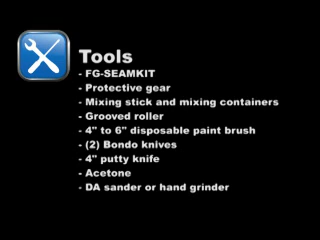 Tools
- FG-SEAMKIT
- Protective gear
- Mixing stick and mixing containers
- Grooved roller
- 4" to 6" disposable paint brush
- (2) Bondo knives
- 4" putty knife
- Acetone
- DA sander or hand grinder